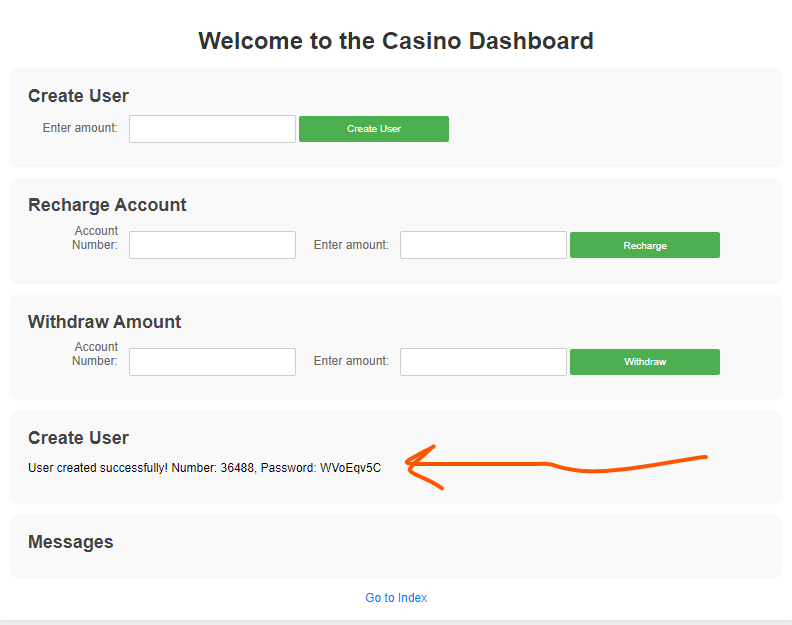 Welcome to the Casino Dashboard
Create User
Enter amount:
Create User
Recharge Account
Account
Number:
Enter amount:
Recharge
Withdraw Amount
Account
Number:
Enter amount:
Withdraw
Create User
User created successfully! Number: 36488, Password: WVoEqv5C
Messages
Go to Index